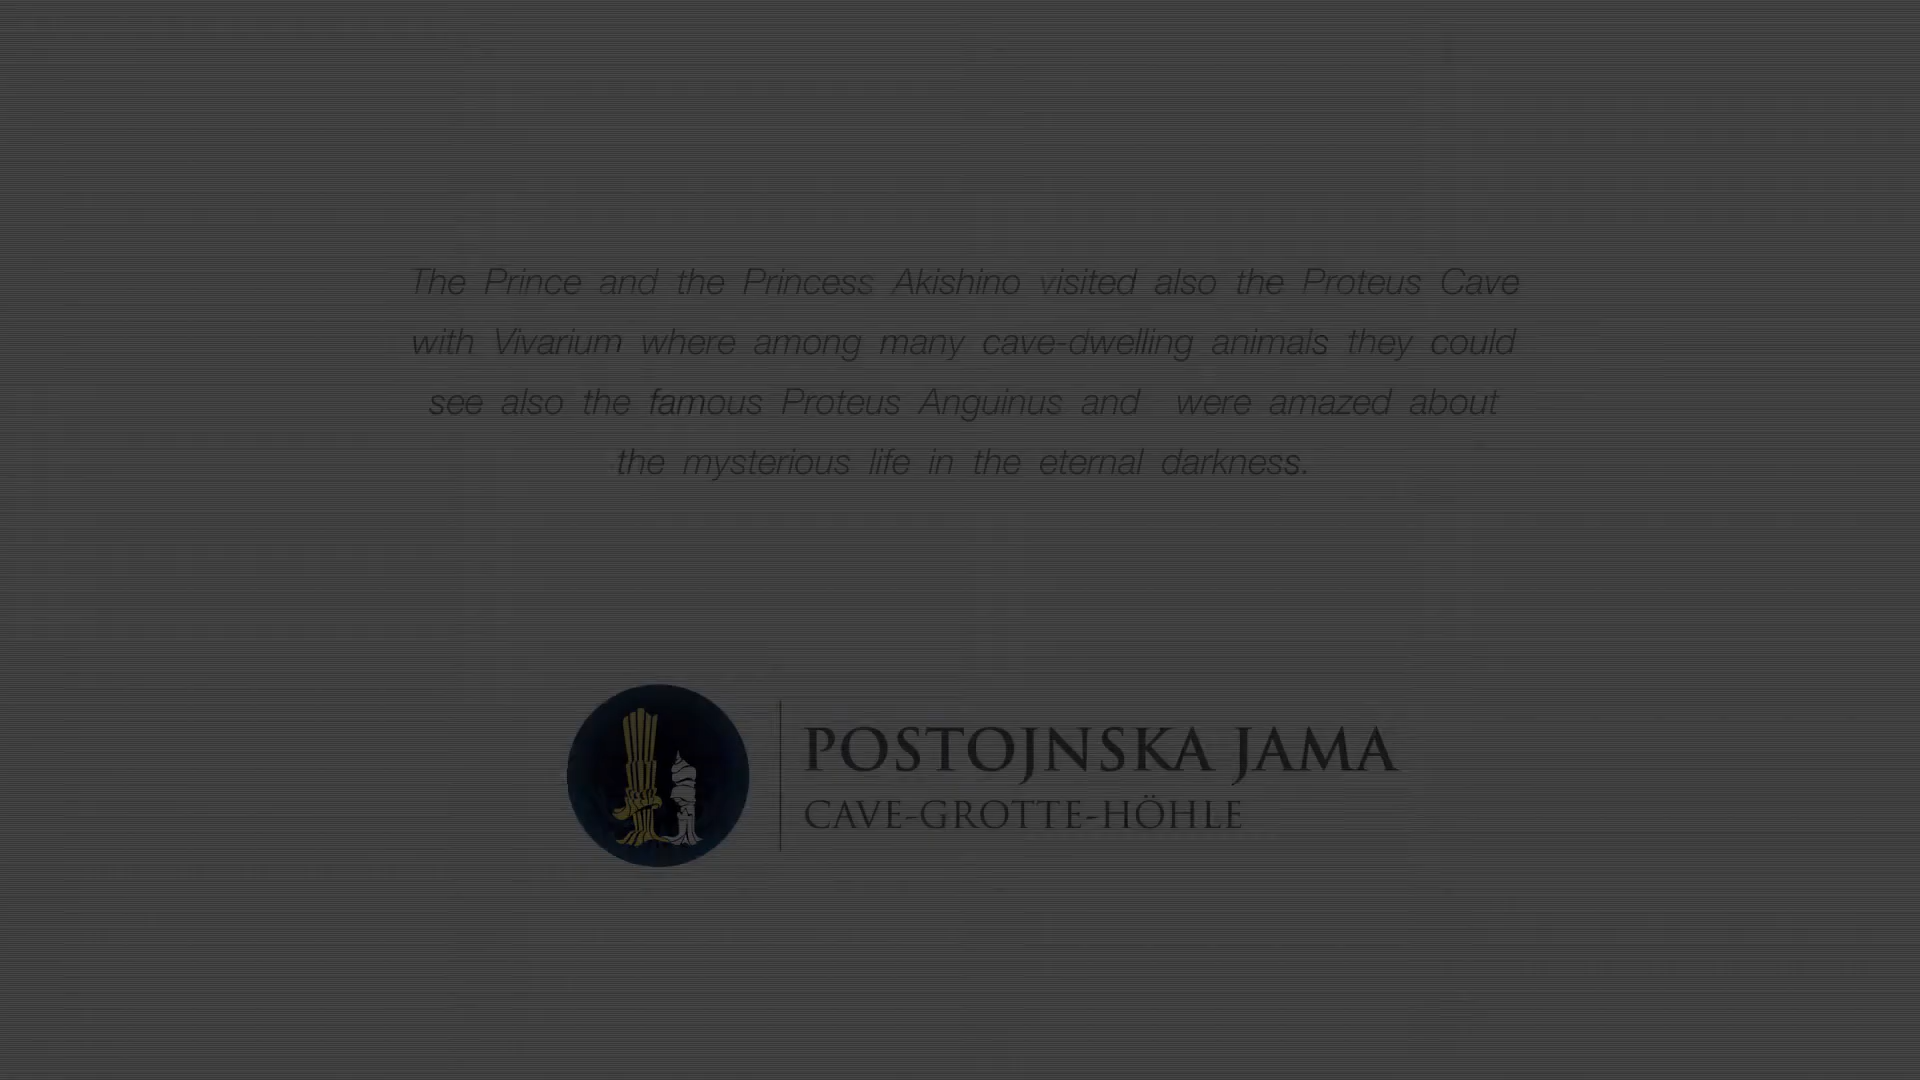 The Prince and the Princess Akishino visited also the Proteus Cave
with Vivarium where among many cave-dwelling animals they could
see also the famous Proteus Anguinus and were amazed about
the mysterious life in the eternal darkness.
POSTOJNSKA JAMA
CAVE-GROTTE-HÖHLE